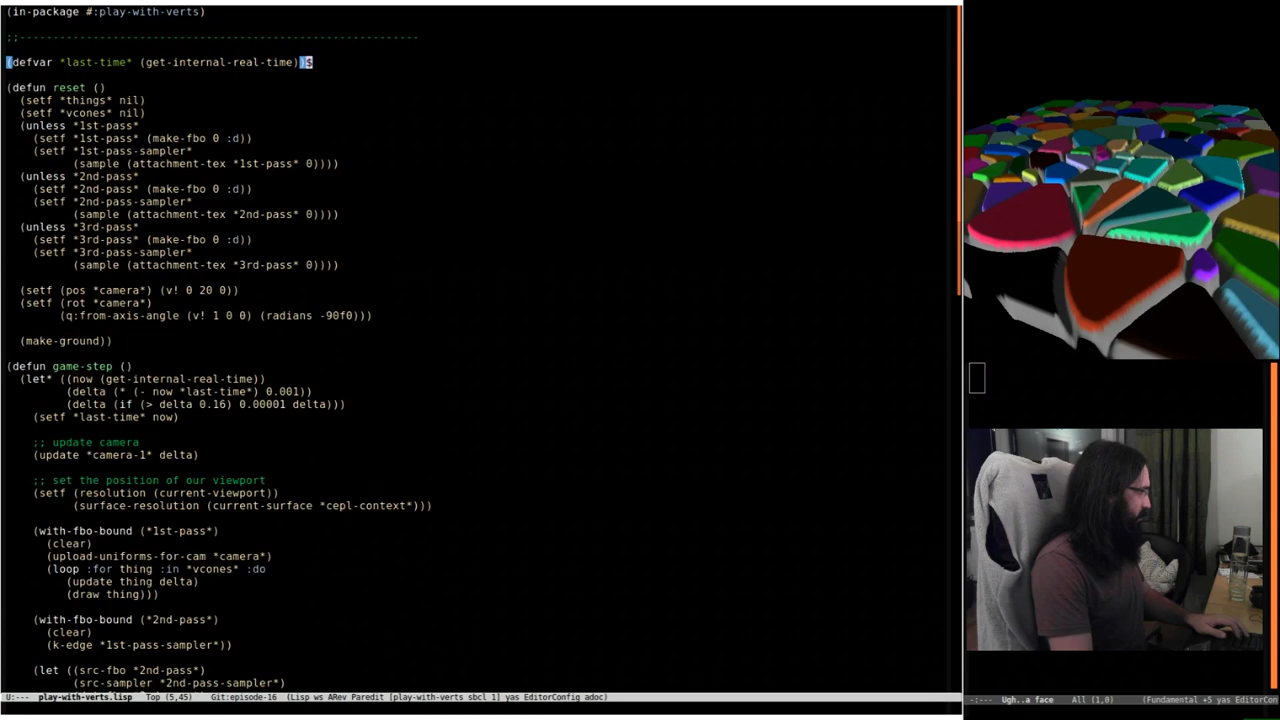 (in-package #:play-with-verts)
;;------------------------------------------------------------
(defvar *last-time* (get-internal-real-time))$
(defun reset ()
  (setf *things* nil)
  (setf *vcones* nil)
  (unless *1st-pass*
    (setf *1st-pass* (make-fbo 0 :d))
    (setf *1st-pass-sampler*
          (sample (attachment-tex *1st-pass* 0))))
  (unless *2nd-pass*
    (setf *2nd-pass* (make-fbo 0 :d))
    (setf *2nd-pass-sampler*
          (sample (attachment-tex *2nd-pass* 0))))
  (unless *3rd-pass*
    (setf *3rd-pass* (make-fbo 0 :d))
    (setf *3rd-pass-sampler*
          (sample (attachment-tex *3rd-pass* 0))))
  (setf (pos *camera*) (v! 0 20 0))
  (setf (rot *camera*)
        (q:from-axis-angle (v! 1 0 0) (radians -90f0)))
  (make-ground))
(defun game-step ()
  (let* ((now (get-internal-real-time))
         (delta (* (- now *last-time*) 0.001))
         (delta (if (> delta 0.16) 0.00001 delta)))
    (setf *last-time* now)
    ;; update camera
    (update *camera-1* delta)
    ;; set the position of our viewport
    (setf (resolution (current-viewport))
          (surface-resolution (current-surface *cepl-context*)))
    (with-fbo-bound (*1st-pass*)
      (clear)
      (upload-uniforms-for-cam *camera*)
      (loop :for thing :in *vcones* :do
         (update thing delta)
         (draw thing)))
    (with-fbo-bound (*2nd-pass*)
      (clear)
      (k-edge *1st-pass-sampler*))
    (let ((src-fbo *2nd-pass*)
          (src-sampler *2nd-pass-sampler*)
U:---  play-with-verts.lisp   Top (5,45)     Git:episode-16  (Lisp ws ARev Paredit [play-with-verts sbcl 1] yas EditorConfig adoc)
-:---  Ugh..a face    All (1,0)     (Fundamental +5 yas EditorCon